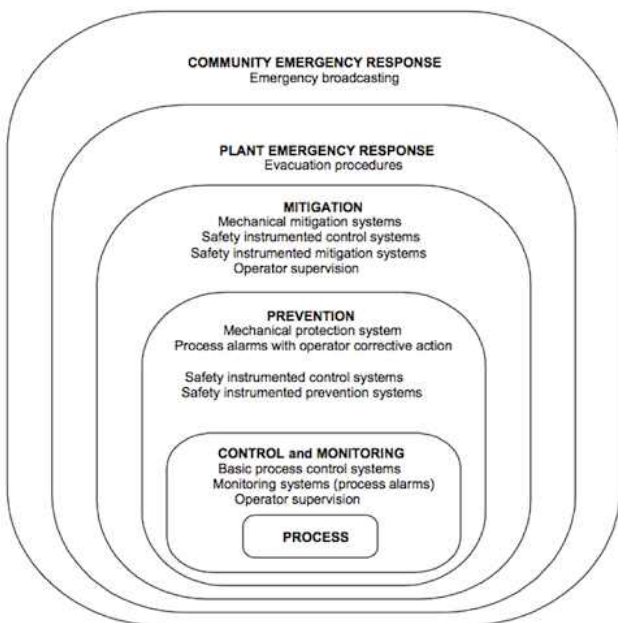 COMMUNITY EMERGENCY RESPONSE
Emergency broadcasting
PLANT EMERGENCY RESPONSE
Evacuation procedures
MITIGATION
Mechanical mitigation systems
Safety instrumented control systems
Safety instrumented mitigation systems
Operator supervision
PREVENTION
Mechanical protection system
Process alarms with operator corrective action
Safety instrumented control systems
Safety instrumented prevention systems
CONTROL and MONITORING
Basic process control systems
Monitoring systems (process alarms)
Operator supervision
PROCESS